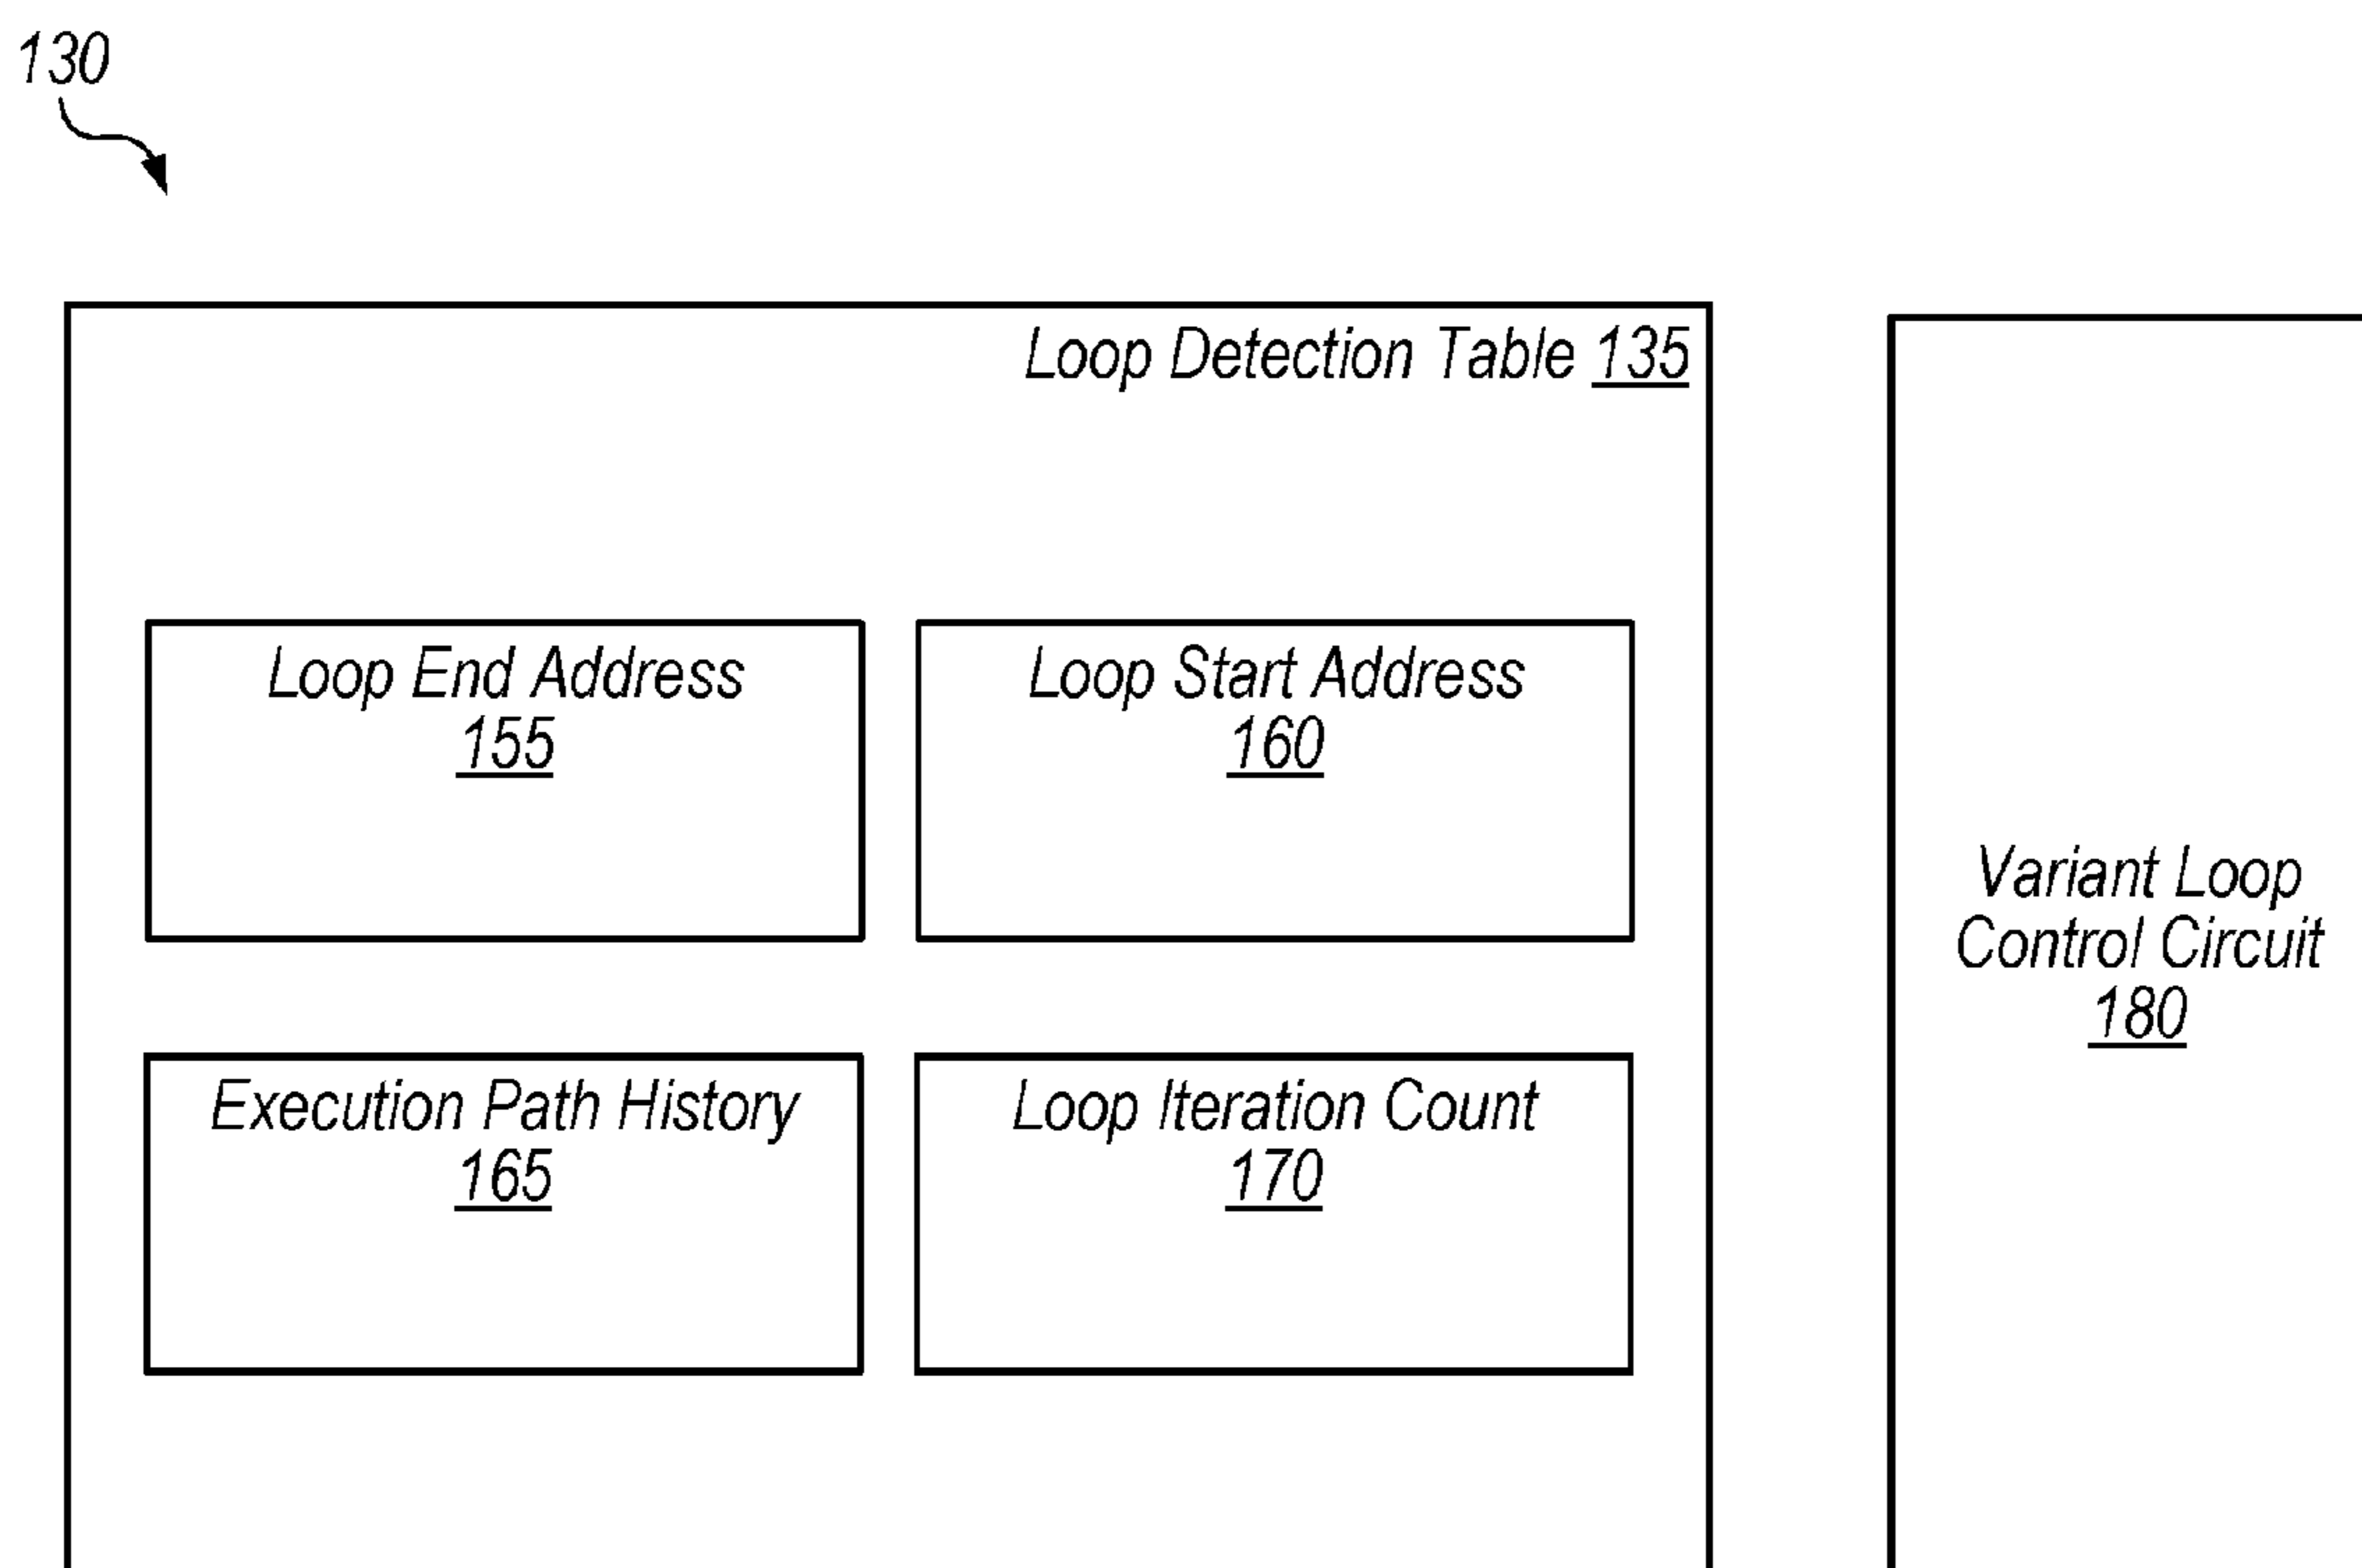 130
Loop Detection Table 135
Loop End Address
155
Loop Start Address
160
Variant Loop
Control Circuit
180
Execution Path History
165
Loop Iteration Count
170